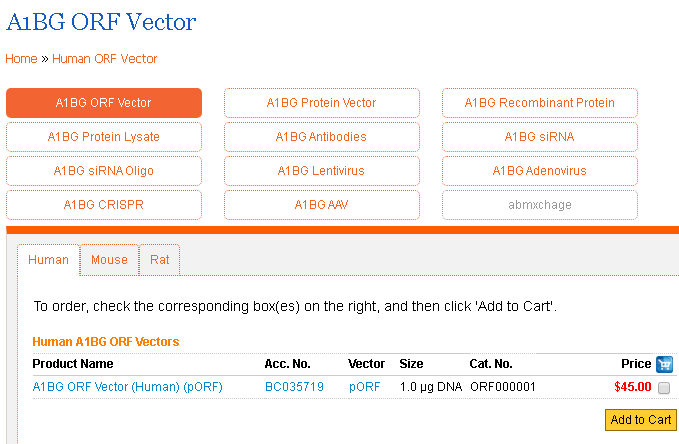 A1BG ORF Vector
Home » Human ORF Vector
A1BG ORF Vector A1BG Protein Vector A1BG Recombinant Protein
A1BG Protein Lysate A1BG Antibodies A1BG siRNA
A1BG siRNA Oligo A1BG Lentivirus A1BG Adenovirus
A1BG CRISPR A1BG AAV abmxchage
Human Mouse Rat
To order, check the corresponding box(es) on the right, and then click 'Add to Cart'.
Human A1BG ORF Vectors
Product Name Acc. No. Vector Size Cat. No. Price
A1BG ORF Vector (Human) (pORF) BC035719 pORF 1.0 µg DNA ORF000001 $45.00
Add to Cart